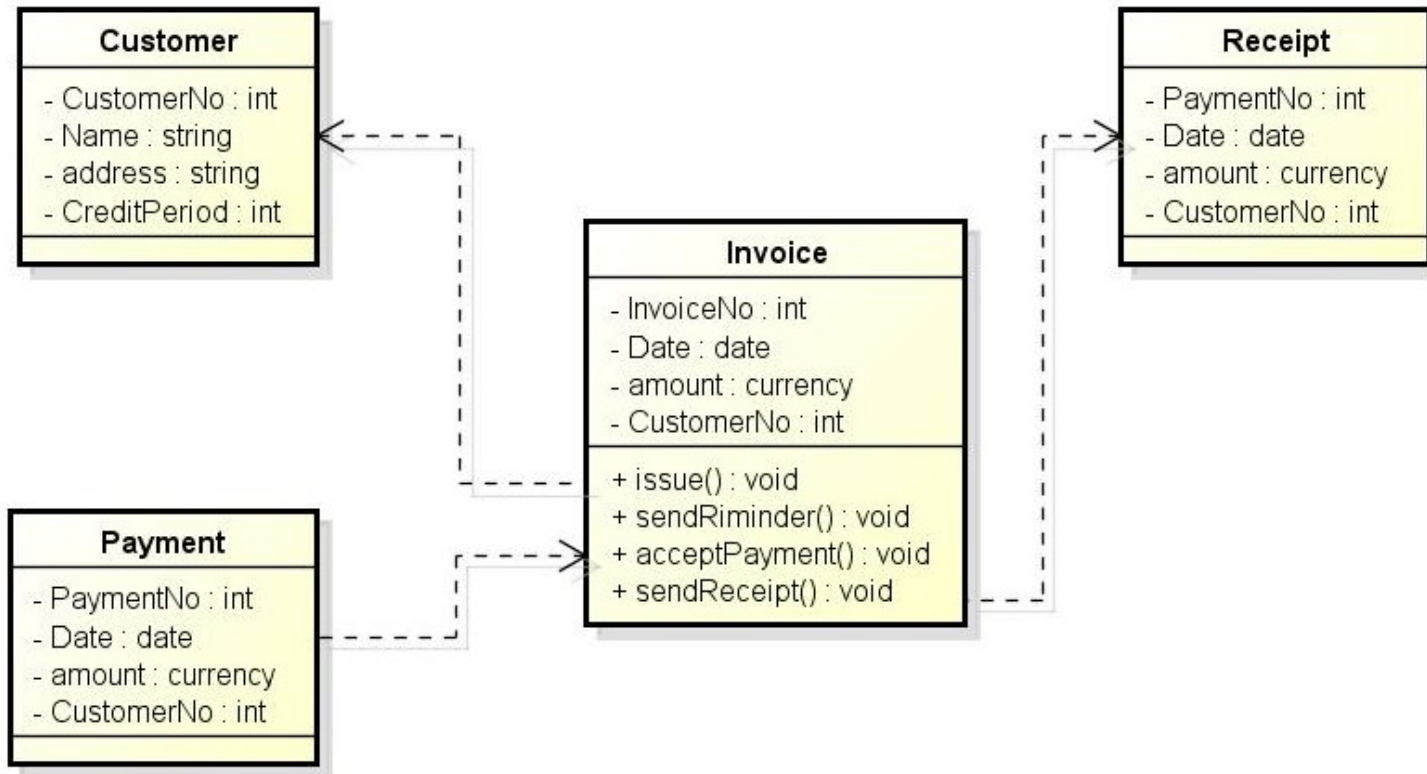 Customer
- CustomerNo : int
- Name : string
- address : string
- CreditPeriod : int
Receipt
- PaymentNo : int
- Date : date
- amount : currency
- CustomerNo : int
Invoice
- InvoiceNo : int
- Date : date
- amount : currency
- CustomerNo : int
+ issue() : void
+ sendRiminder() : void
+ acceptPayment() : void
+ sendReceipt() : void
Payment
- PaymentNo : int
- Date : date
- amount : currency
- CustomerNo : int